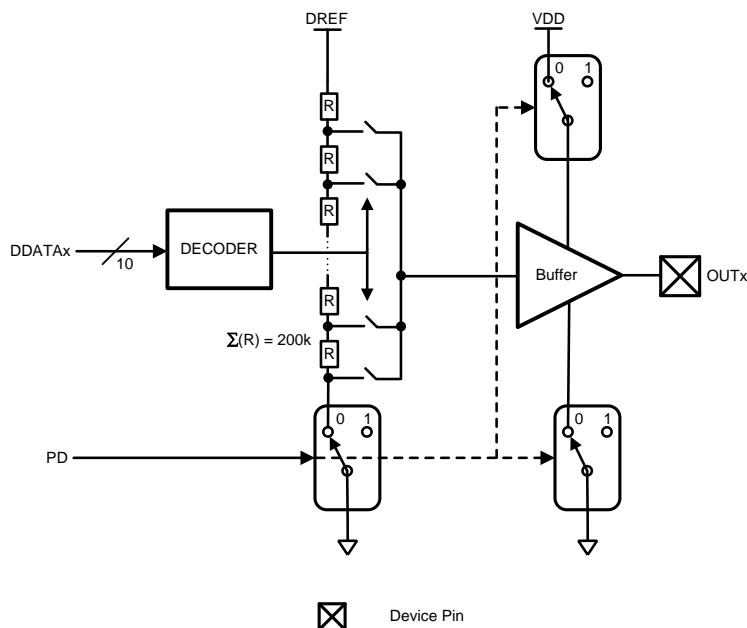 DREF
VDD
0 1
R
R
R
DDATAx
10
DECODER
Buffer
OUTx
R
Σ(R) = 200k
R
0 1
0 1
PD
Device Pin